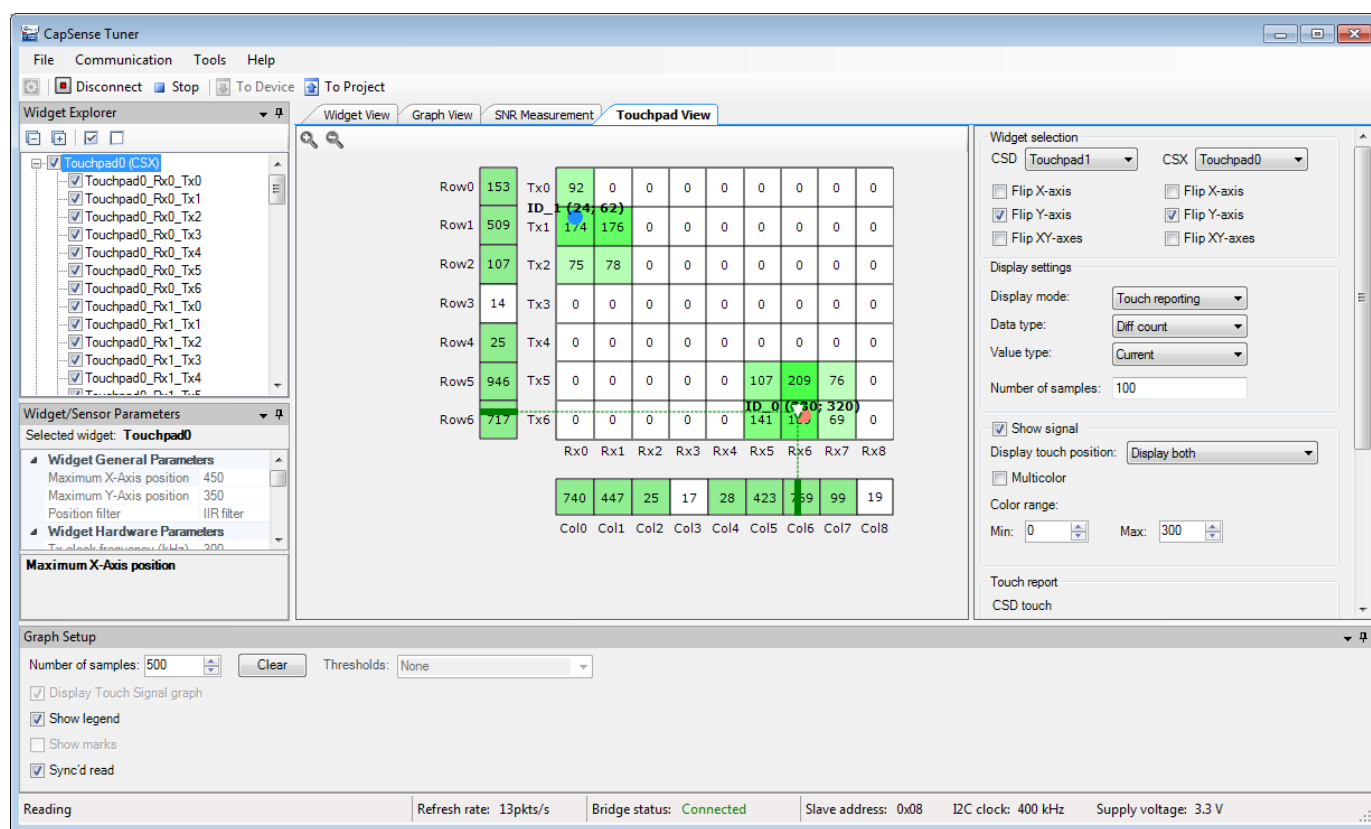 CapSense Tuner
File Communication Tools Help
Disconnect Stop To Device To Project
Widget Explorer
Touchpad0 (CSX)
Touchpad0_Rx0_Tx0
Touchpad0_Rx0_Tx1
Touchpad0_Rx0_Tx2
Touchpad0_Rx0_Tx3
Touchpad0_Rx0_Tx4
Touchpad0_Rx0_Tx5
Touchpad0_Rx0_Tx6
Touchpad0_Rx1_Tx0
Touchpad0_Rx1_Tx1
Touchpad0_Rx1_Tx2
Touchpad0_Rx1_Tx3
Touchpad0_Rx1_Tx4
Touchpad0_Rx1_Tx5
Widget/Sensor Parameters
Selected widget: Touchpad0
Widget General Parameters
Maximum X-Axis position 450
Maximum Y-Axis position 350
Position filter IIR filter
Widget Hardware Parameters
Tx clock frequency (kHz) 300
Maximum X-Axis position
Widget View Graph View SNR Measurement Touchpad View
Row0 153 Tx0 92 0 0 0 0 0 0 0 0
ID_1 (24; 62)
Row1 509 Tx1 174 176 0 0 0 0 0 0 0
Row2 107 Tx2 75 78 0 0 0 0 0 0 0
Row3 14 Tx3 0 0 0 0 0 0 0 0 0
Row4 25 Tx4 0 0 0 0 0 0 0 0 0
Row5 946 Tx5 0 0 0 0 0 107 209 76 0
ID_0 ( 320)
Row6 717 Tx6 0 0 0 0 0 141 69 0
Rx0 Rx1 Rx2 Rx3 Rx4 Rx5 Rx6 Rx7 Rx8
740 447 25 17 28 423 99 19
Col0 Col1 Col2 Col3 Col4 Col5 Col6 Col7 Col8
Widget selection
CSD Touchpad1 CSX Touchpad0
Flip X-axis Flip X-axis
Flip Y-axis Flip Y-axis
Flip XY-axes Flip XY-axes
Display settings
Display mode: Touch reporting
Data type: Diff count
Value type: Current
Number of samples: 100
Show signal
Display touch position: Display both
Multicolor
Color range:
Min: 0 Max: 300
Touch report
CSD touch
Graph Setup
Number of samples: 500 Clear Thresholds: None
Display Touch Signal graph
Show legend
Show marks
Sync'd read
Reading Refresh rate: 13pkts/s Bridge status: Connected Slave address: 0x08 I2C clock: 400 kHz Supply voltage: 3.3 V